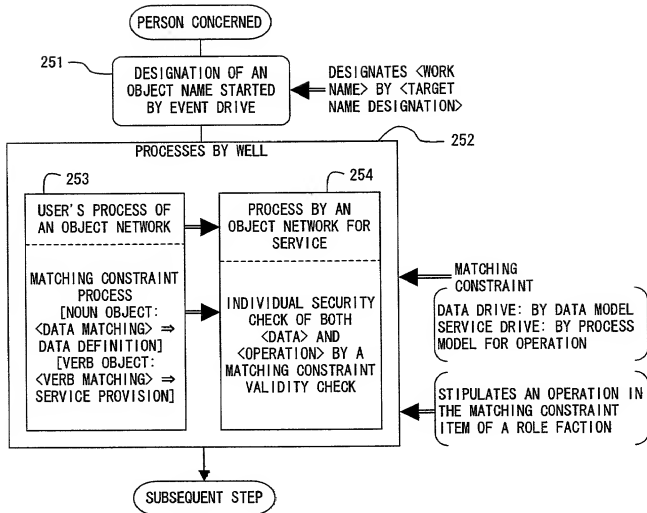 PERSON CONCERNED
251
DESIGNATION OF AN
OBJECT NAME STARTED
BY EVENT DRIVE
DESIGNATES <WORK
NAME> BY <TARGET
NAME DESIGNATION>
252
PROCESSES BY WELL
253
USER'S PROCESS OF
AN OBJECT NETWORK
MATCHING CONSTRAINT
PROCESS
[NOUN OBJECT:
<DATA MATCHING> ⇒
DATA DEFINITION]
[VERB OBJECT:
<VERB MATCHING> ⇒
SERVICE PROVISION]
254
PROCESS BY AN
OBJECT NETWORK FOR
SERVICE
INDIVIDUAL SECURITY
CHECK OF BOTH
<DATA> AND
<OPERATION> BY A
MATCHING CONSTRAINT
VALIDITY CHECK
MATCHING
CONSTRAINT
DATA DRIVE: BY DATA MODEL
SERVICE DRIVE: BY PROCESS
MODEL FOR OPERATION
STIPULATES AN OPERATION IN
THE MATCHING CONSTRAINT
ITEM OF A ROLE FACTION
SUBSEQUENT STEP